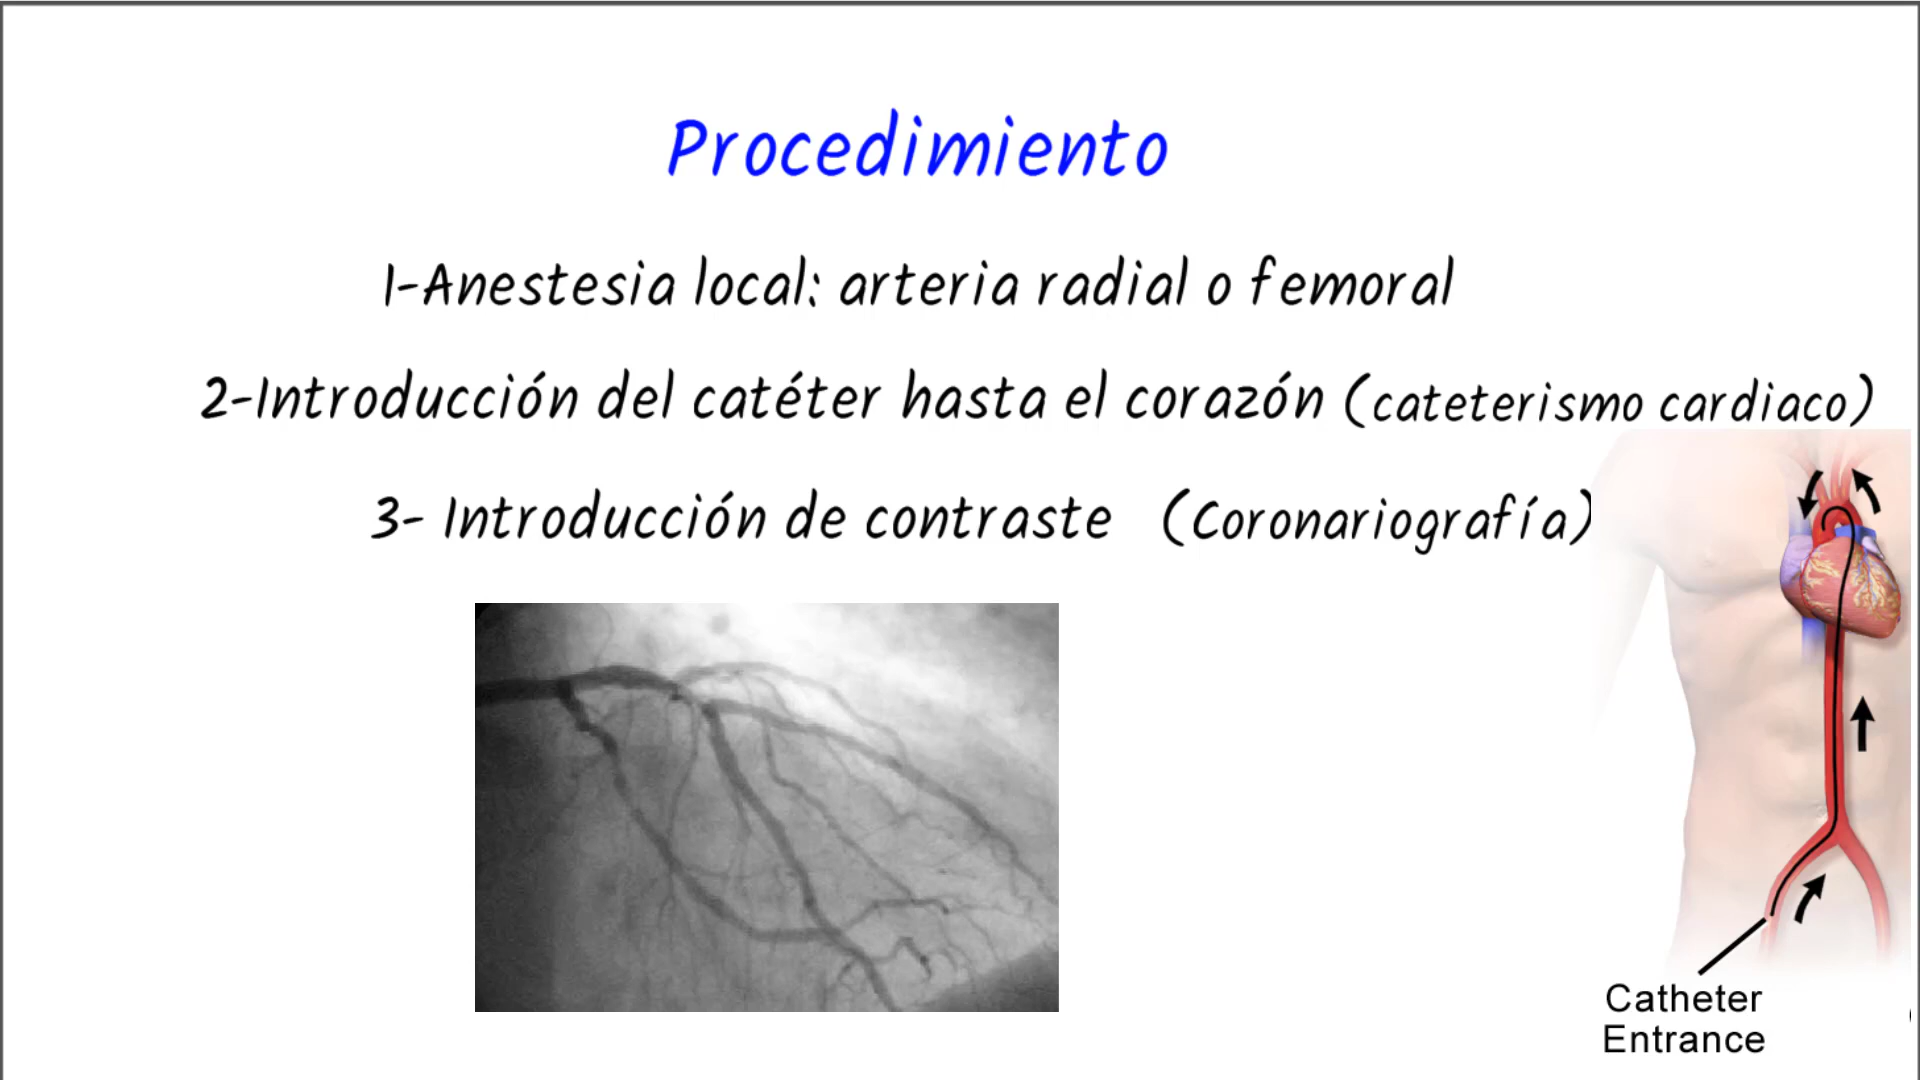 Procedimiento
1-Anestesia local: arteria radial o femoral
2-Introducción del catéter hasta el corazón (cateterismo cardiaco)
3- Introducción de contraste (Coronariografía)
Catheter
Entrance